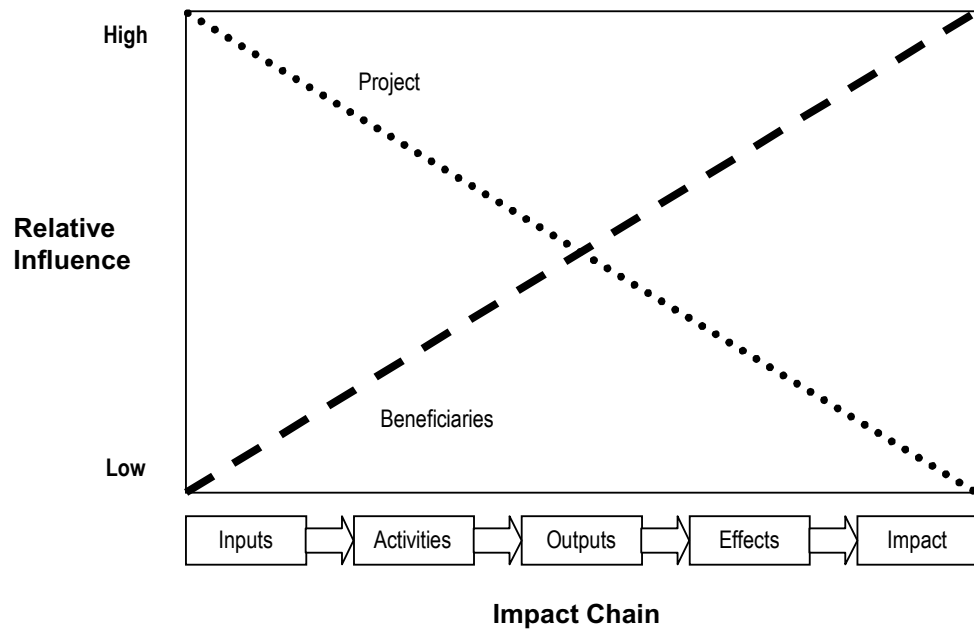 High
Project
Relative
Influence
Beneficiaries
Low
Inputs
Activities
Outputs
Effects
Impact
Impact Chain